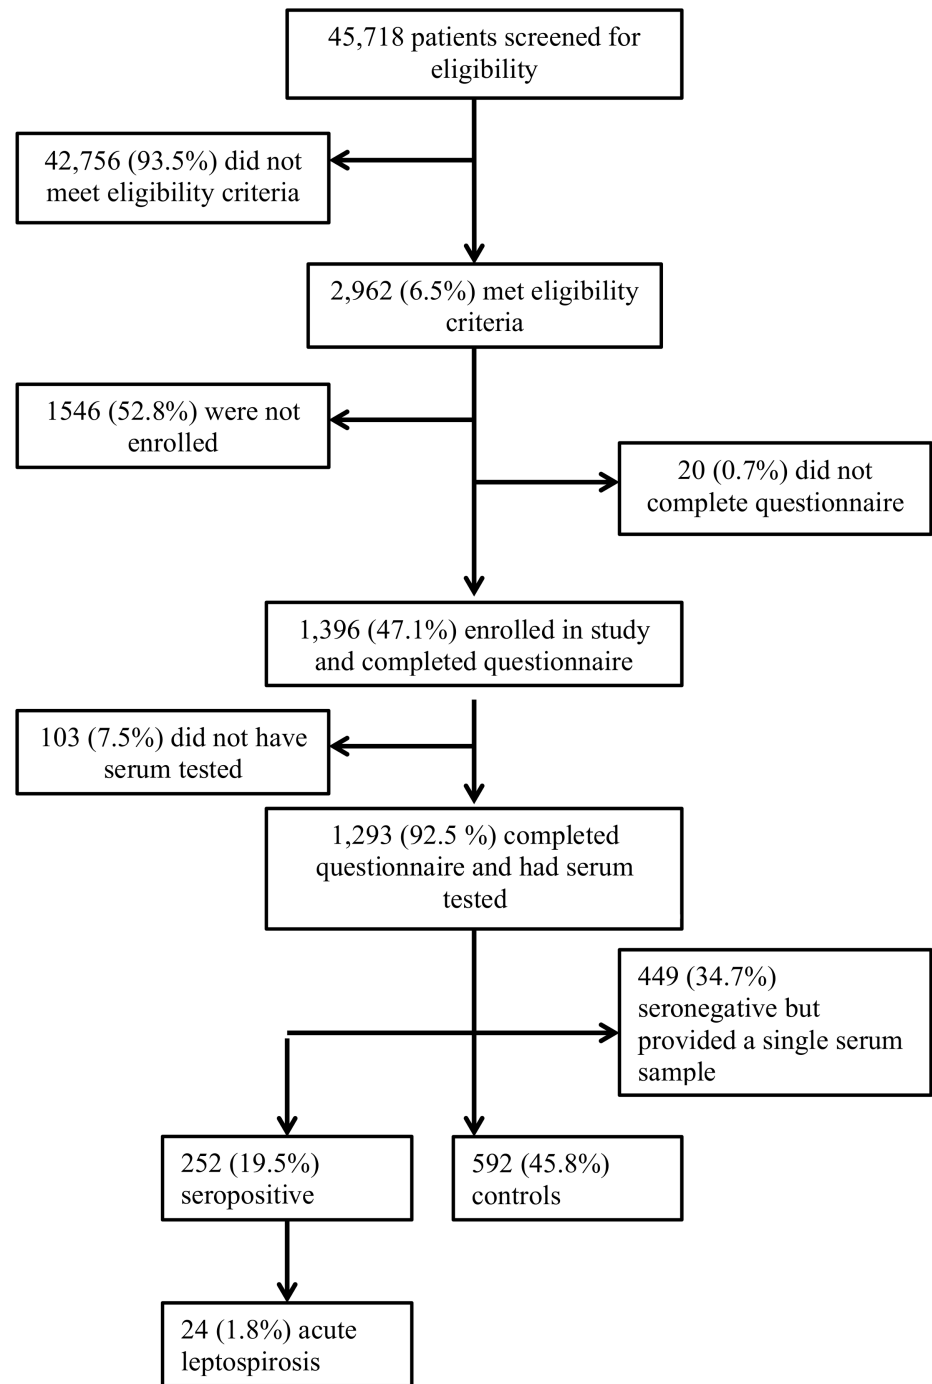 45,718 patients screened for
eligibility
42,756 (93.5%) did not
meet eligibility criteria
2,962 (6.5%) met eligibility
criteria
1546 (52.8%) were not
enrolled
20 (0.7%) did not
complete questionnaire
1,396 (47.1%) enrolled in study
and completed questionnaire
103 (7.5%) did not have
serum tested
1,293 (92.5 %) completed
questionnaire and had serum
tested
449 (34.7%)
seronegative but
provided a single serum
sample
252 (19.5%)
seropositive
592 (45.8%)
controls
24 (1.8%) acute
leptospirosis